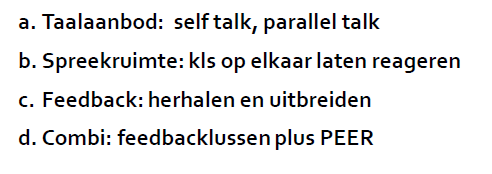 a. Taalaanbod: self talk, parallel talk
b. Spreekruimte: kls op elkaar laten reageren
c. Feedback: herhalen en uitbreiden
d. Combi: feedbacklussen plus PEER